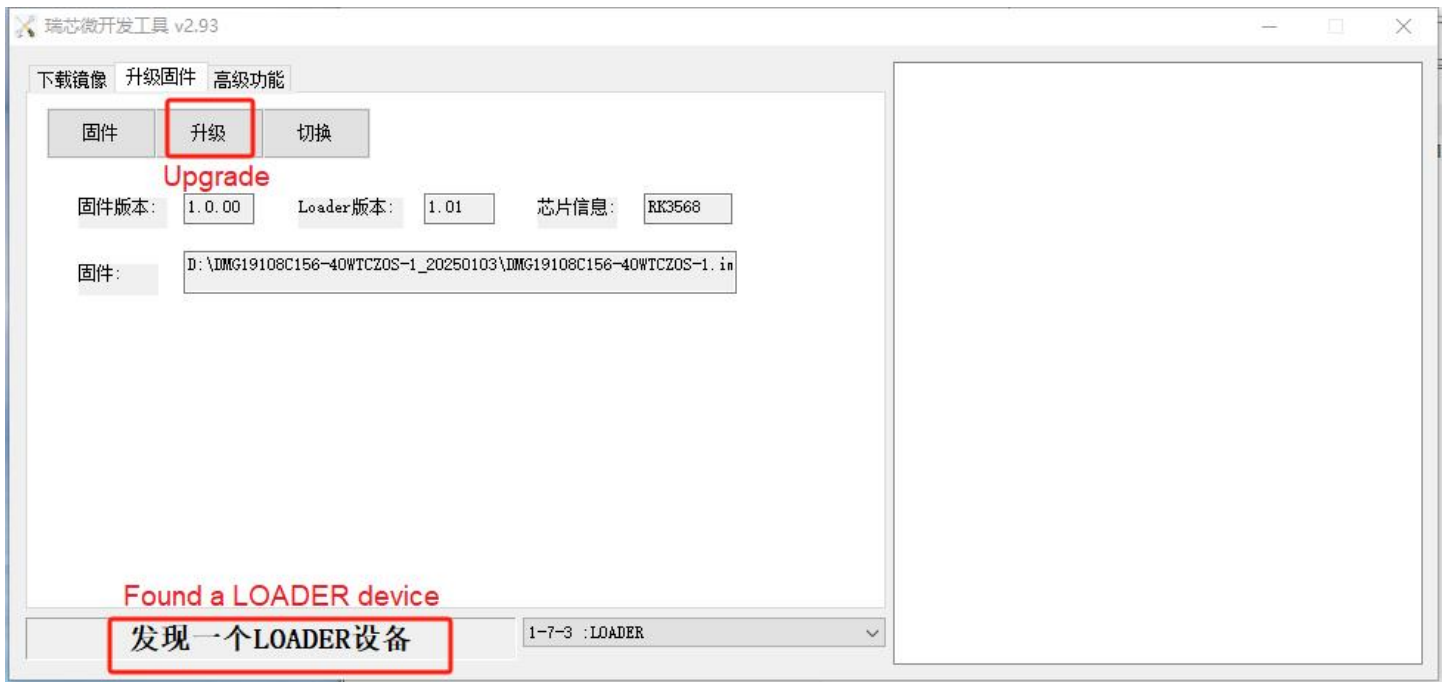 瑞芯微开发工具 v2.93
下载镜像 升级固件 高级功能
固件 升级 切换
Upgrade
固件版本: 1.0.00 Loader版本: 1.01 芯片信息: RK3568
固件: D:\DMG19108C156-40WTCZOS-1_20250103\DMG19108C156-40WTCZOS-1.im
Found a LOADER device
发现一个LOADER设备 1-7-3 :LOADER